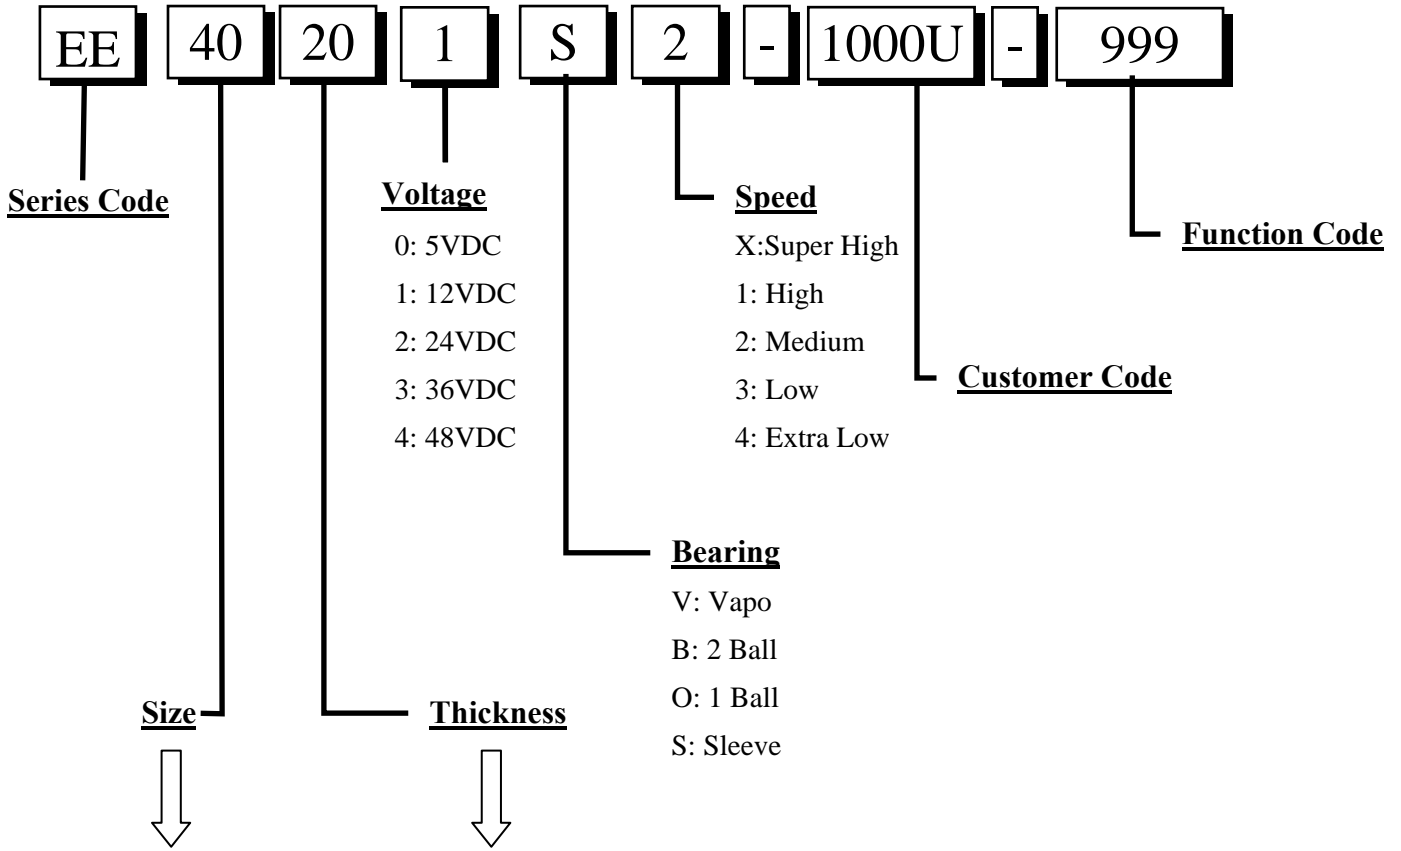 EE 40 20 1 S 2 - 1000U - 999
Series Code
Voltage
0: 5VDC
1: 12VDC
2: 24VDC
3: 36VDC
4: 48VDC
Speed
X:Super High
1: High
2: Medium
3: Low
4: Extra Low
Function Code
Customer Code
Bearing
V: Vapo
B: 2 Ball
O: 1 Ball
S: Sleeve
Size
Thickness